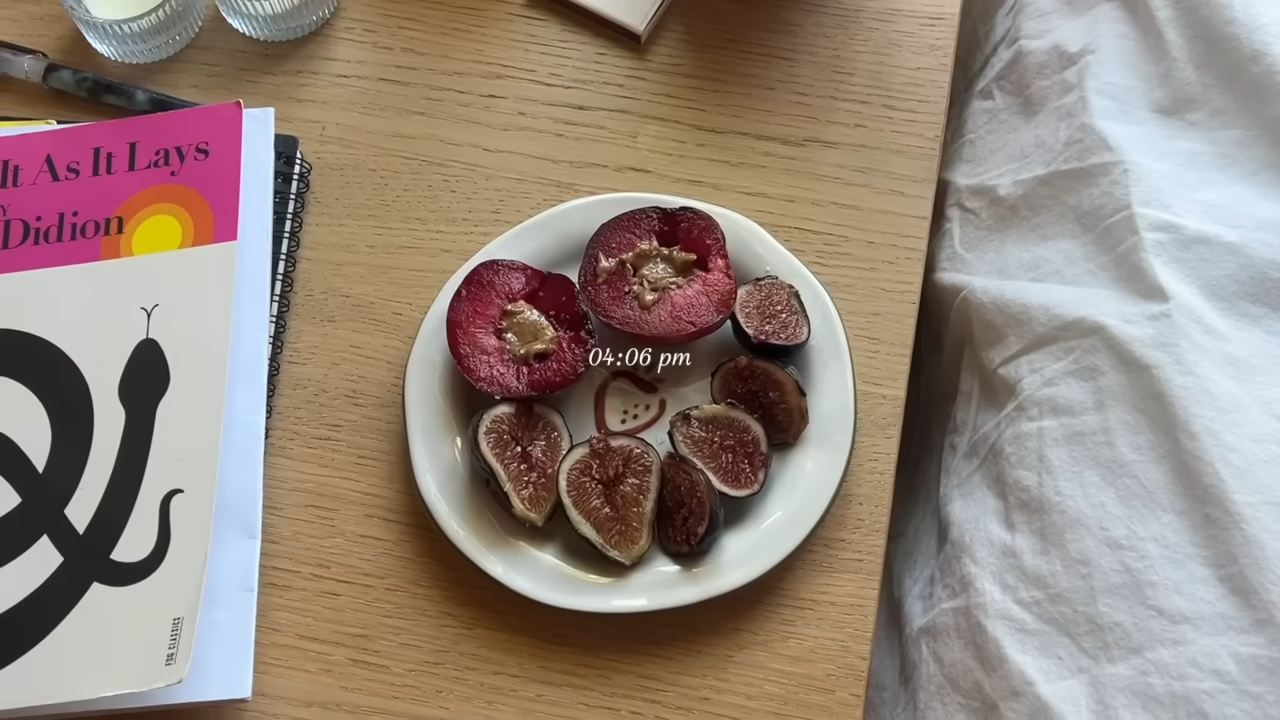 It As It Lays
Y
Didion
04:06 pm
FSG CLASSICS